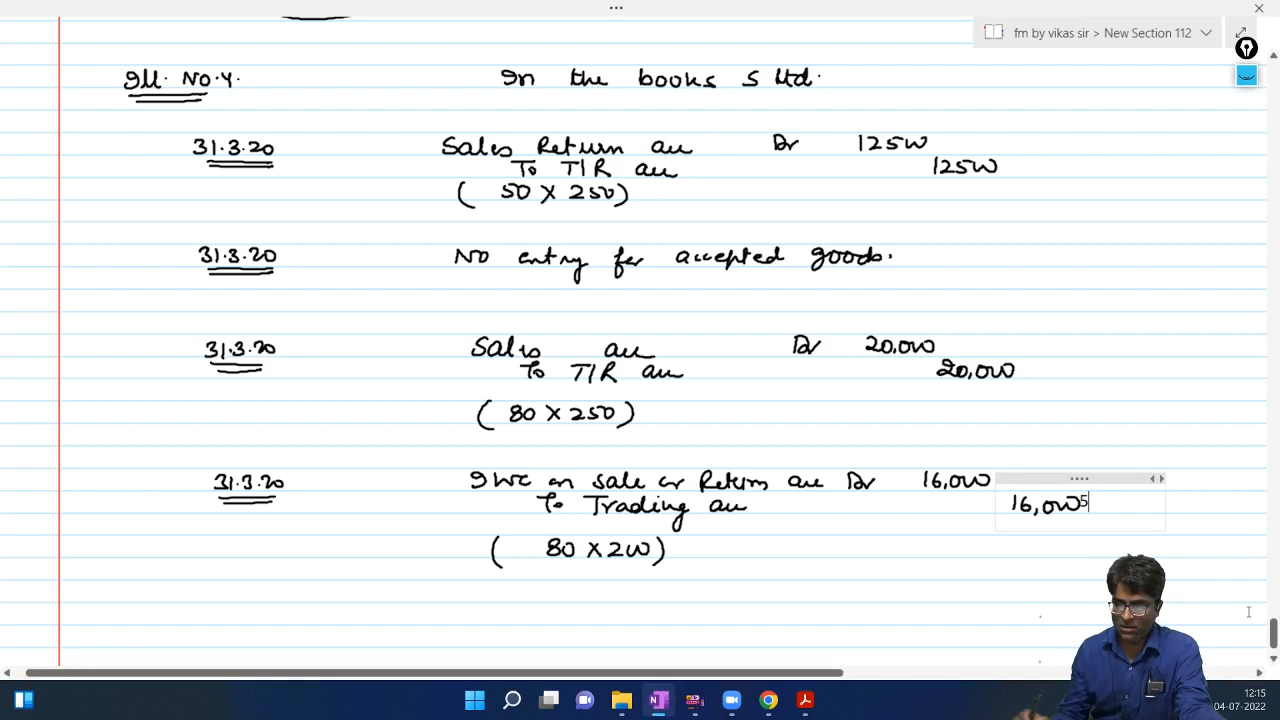 fm by vikas sir > New Section 112
Ill. No. 4.
In the books S Ltd.
31.3.20 Sales Return a/c Dr 12500
To T/R a/c 12500
( 50 X 250)
31.3.20 No entry for accepted goods.
31.3.20 Sales a/c Dr 20,000
To T/R a/c 20,000
( 80 X 250 )
31.3.20 Inve on sale or Return a/c Dr 16,000
To Trading a/c 16,000 5
( 80 X 200 )
12:15
04-07-2022